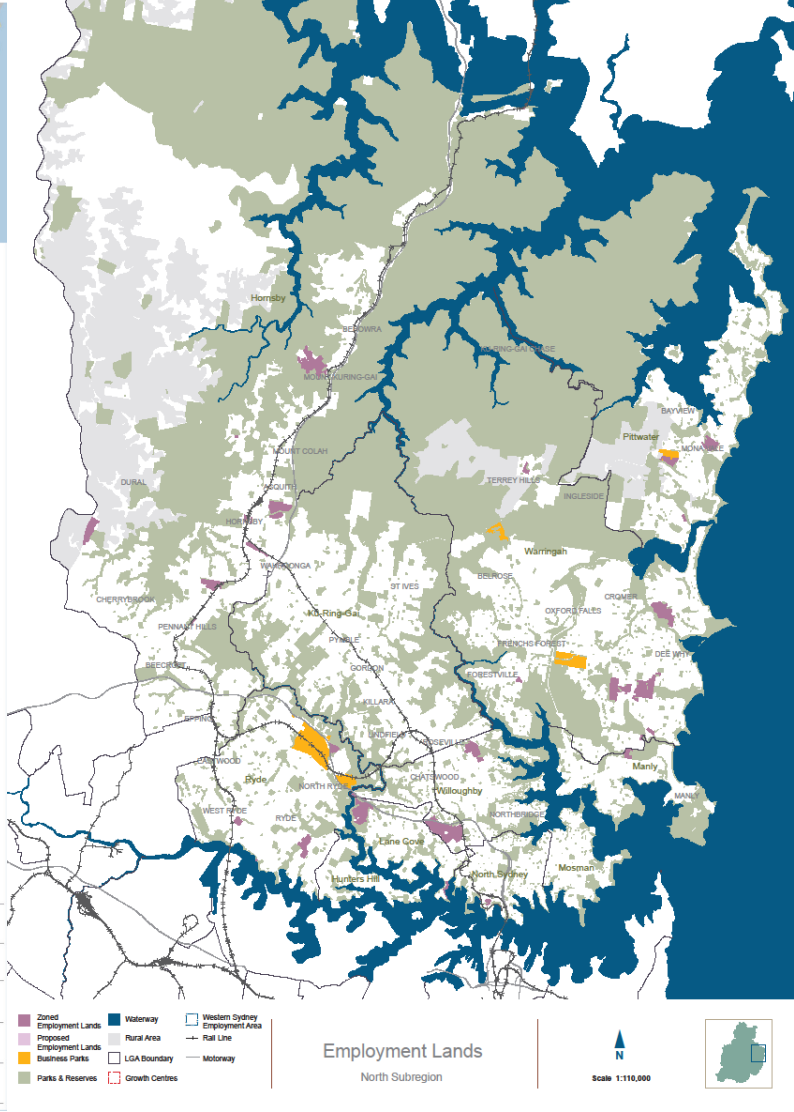 Hornsby
BEROWRA
KU-RING-GAI CHASE
MOUNT KURING-GAI
BAYVIEW
Pittwater
MONA VALE
MOUNT COLAH
TERREY HILLS
DURAL
ASQUITH
INGLESIDE
HORNSBY
Warringah
WAHROONGA
BELROSE
ST IVES
CHERRYBROOK
CROMER
OXFORD FALLS
Ku-Ring-Gai
PENNANT HILLS
PYMBLE
FRENCHS FOREST
DEE WHY
BEECROFT
GORDON
FORESTVILLE
KILLARA
EPPING
LINDFIELD
ROSEVILLE
EASTWOOD
Manly
CHATSWOOD
Ryde
NORTH RYDE
Willoughby
MANLY
WEST RYDE
RYDE
NORTHBRIDGE
Lane Cove
Mosman
Hunters Hill
North Sydney
Zoned
Employment Lands
Proposed
Employment Lands
Business Parks
Parks & Reserves
Waterway
Rural Area
LGA Boundary
Growth Centres
Western Sydney
Employment Area
Rail Line
Motorway
Employment Lands
North Subregion
N
Scale 1:110,000